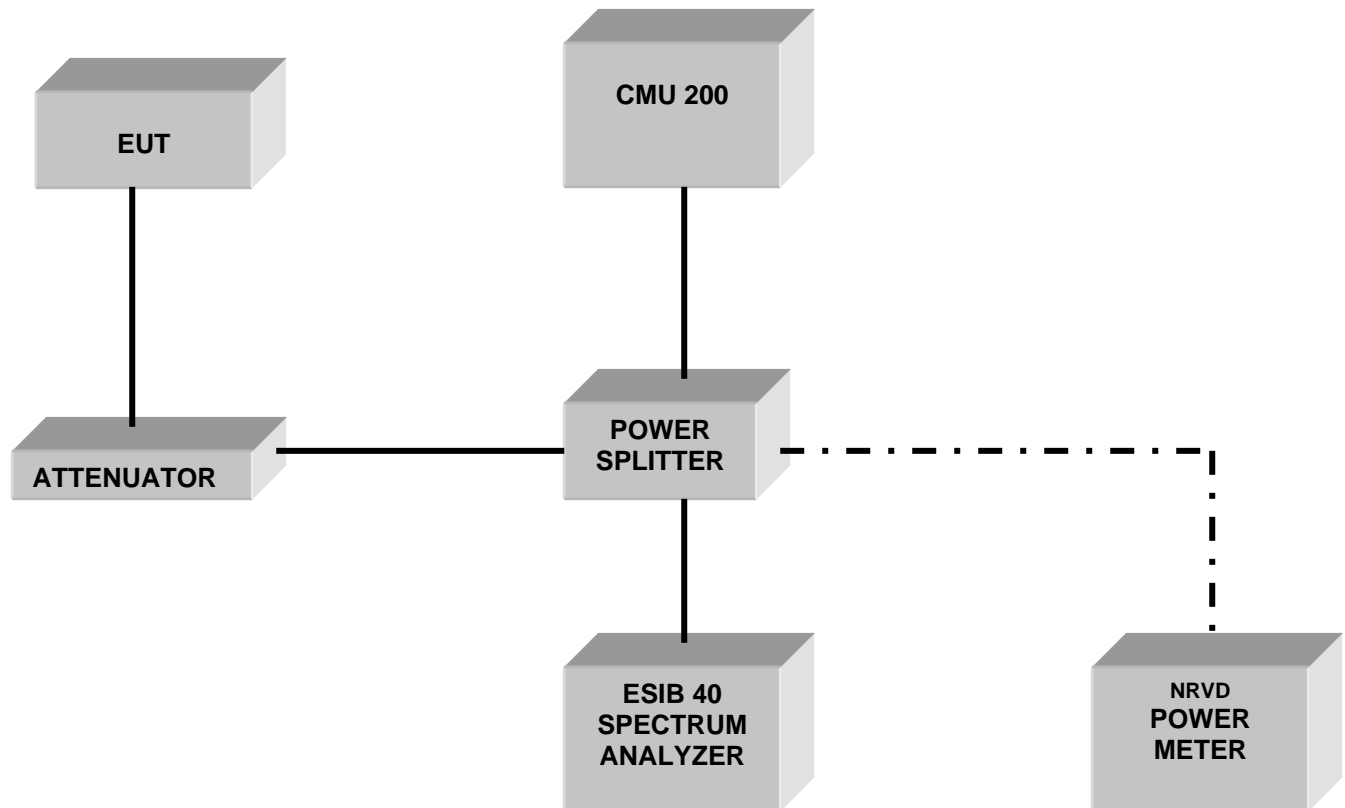 EUT
CMU 200
ATTENUATOR
POWER
SPLITTER
ESIB 40
SPECTRUM
ANALYZER
NRVD
POWER
METER